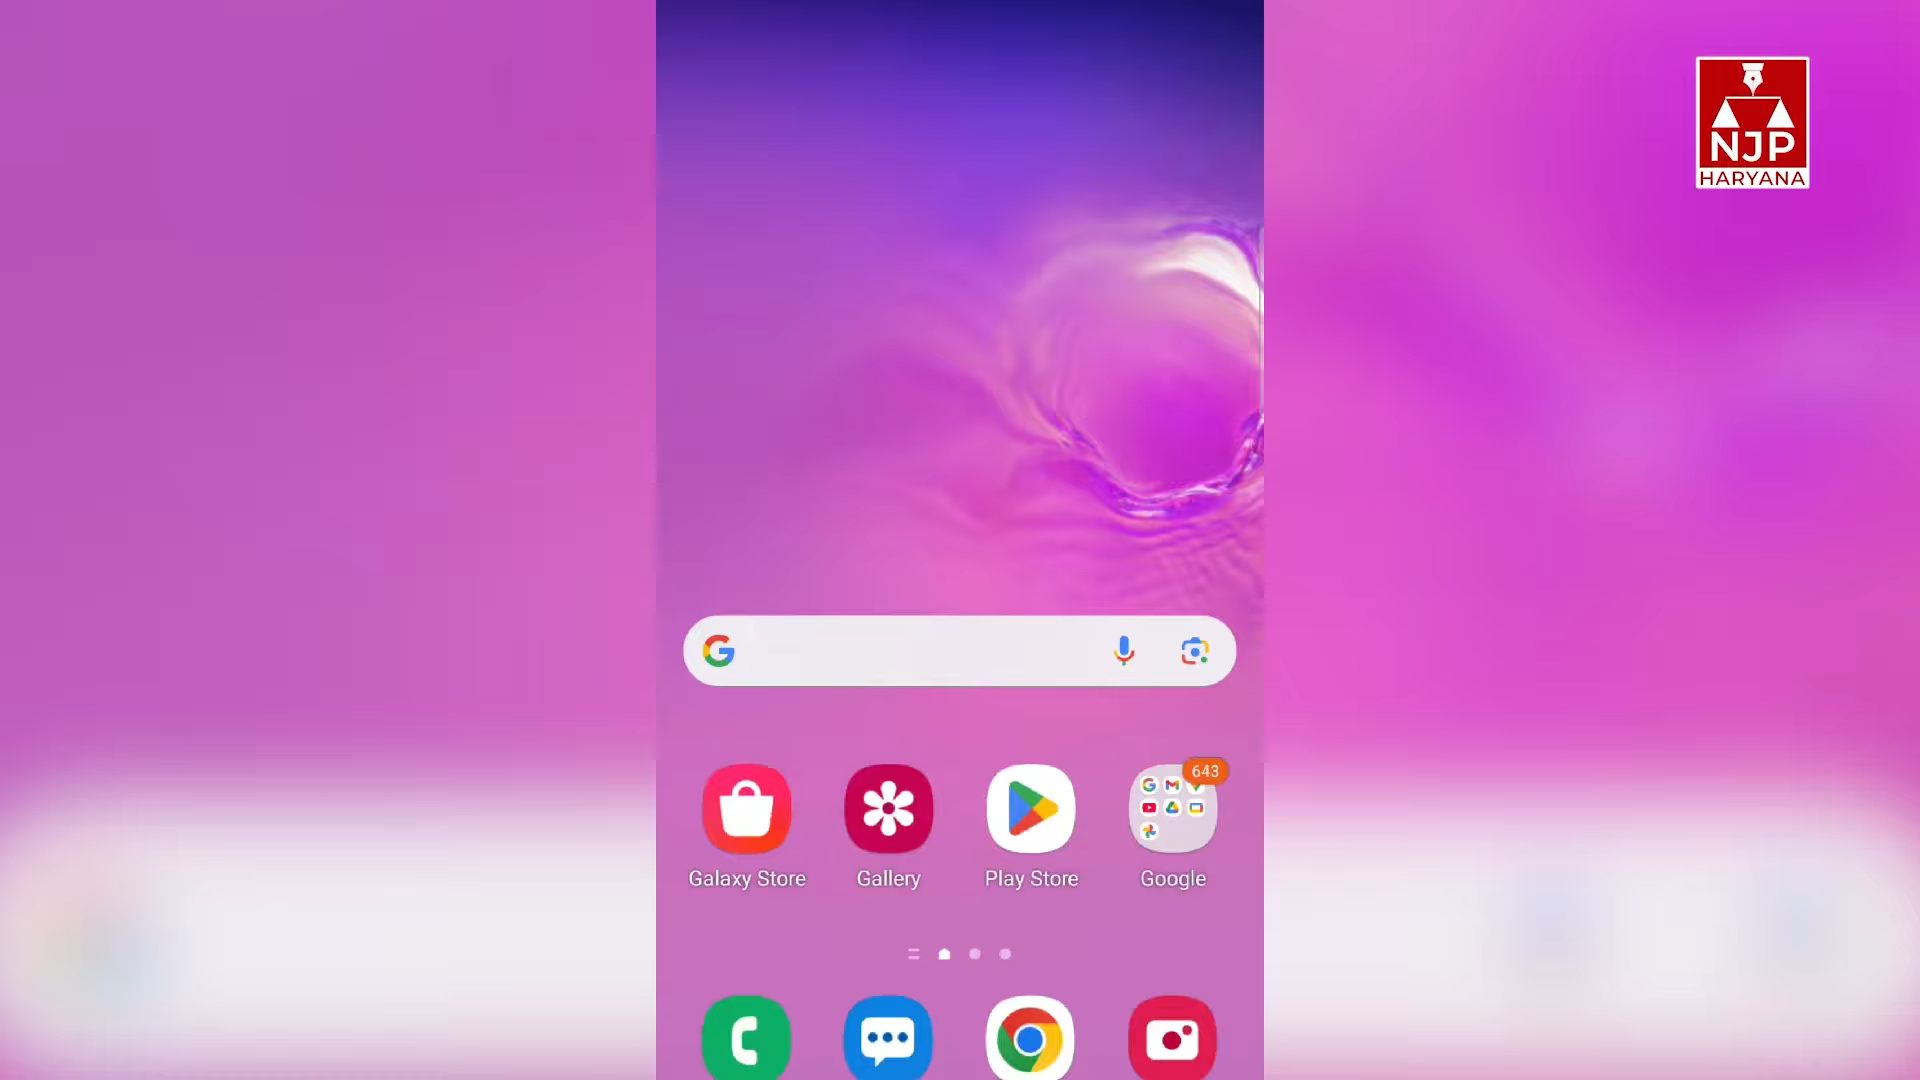 NJP
HARYANA
643
Galaxy Store
Gallery
Play Store
Google